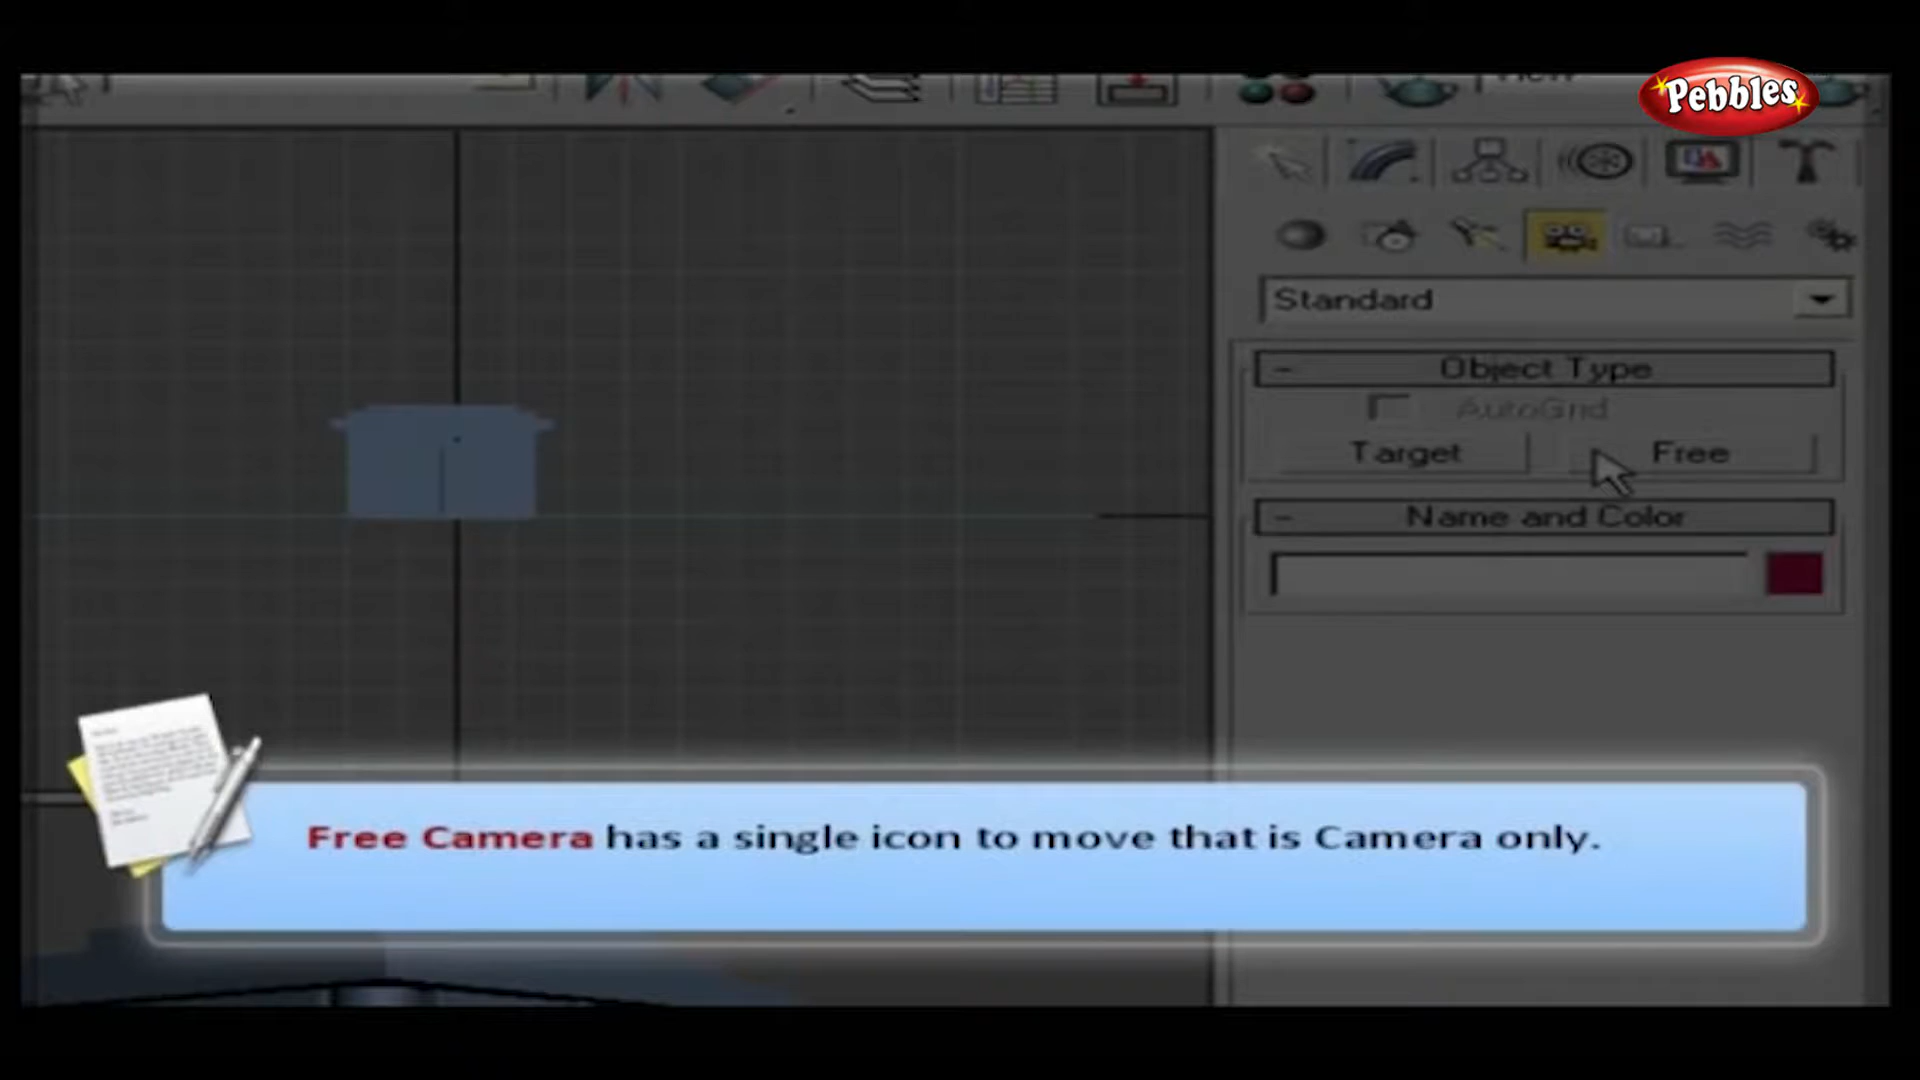 Pebbles
Standard
Object Type
AutoGrid
Target
Free
Name and Color
Free Camera has a single icon to move that is Camera only.